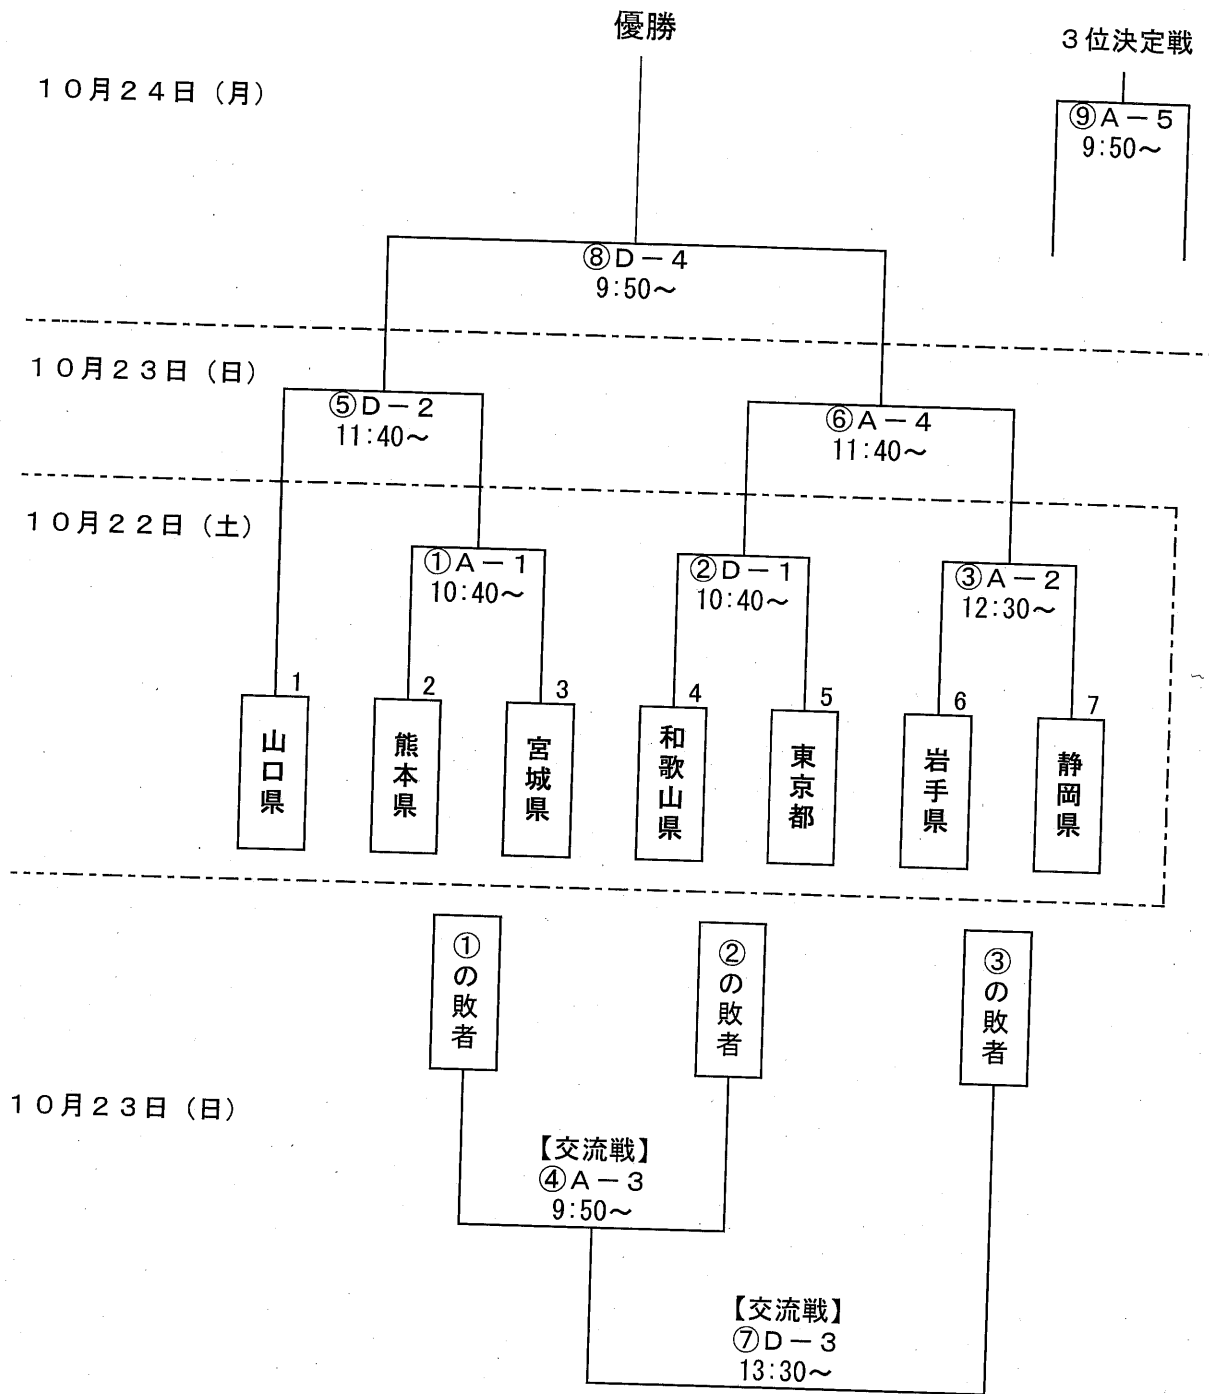 優勝
３位決定戦
１０月２４日（月）
⑨Ａ－５
9:50～
⑧Ｄ－４
9:50～
１０月２３日（日）
⑤Ｄ－２
11:40～
⑥Ａ－４
11:40～
１０月２２日（土）
①Ａ－１
10:40～
②Ｄ－１
10:40～
③Ａ－２
12:30～
1
2
3
4
5
6
7
山口県
熊本県
宮城県
和歌山県
東京都
岩手県
静岡県
①の敗者
②の敗者
③の敗者
１０月２３日（日）
【交流戦】
④Ａ－３
9:50～
【交流戦】
⑦Ｄ－３
13:30～